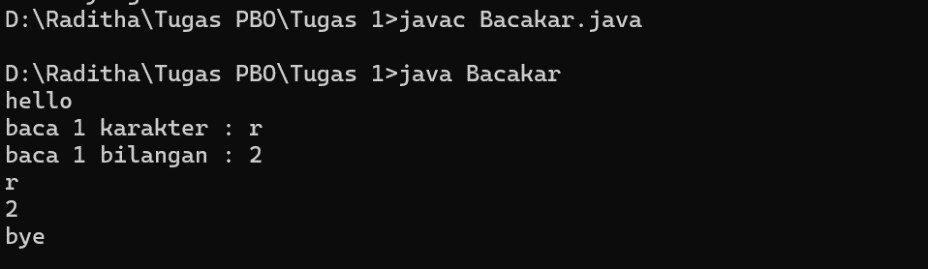 D:\Raditha\Tugas PBO\Tugas 1>javac Bacakar.java
D:\Raditha\Tugas PBO\Tugas 1>java Bacakar
hello
baca 1 karakter : r
baca 1 bilangan : 2
r
2
bye